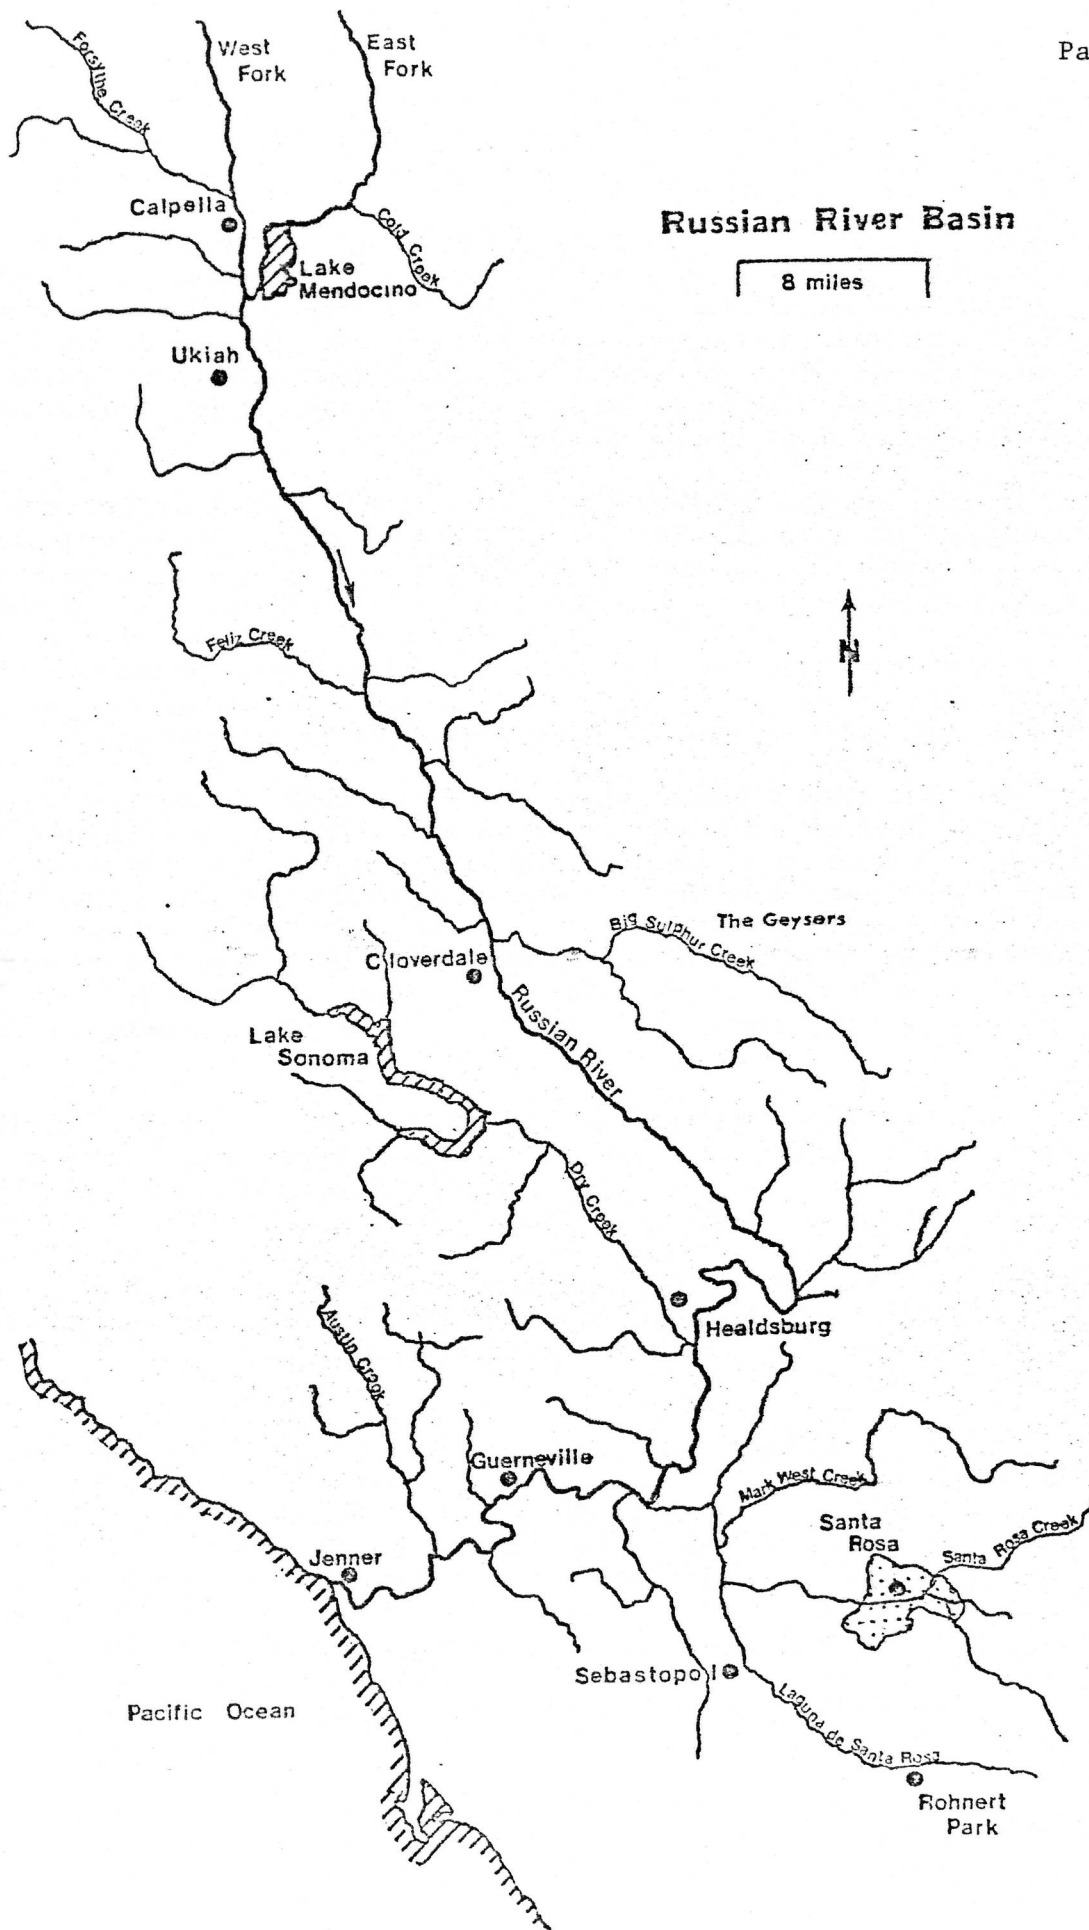 Pa
West
Fork
East
Fork
Forsythe Creek
Calpella
Cold Creek
Russian River Basin
8 miles
Lake
Mendocino
Ukiah
N
Feliz Creek
Big Sulphur Creek
The Geysers
Cloverdale
Russian River
Lake
Sonoma
Dry Creek
Healdsburg
Austin Creek
Guerneville
Mark West Creek
Santa
Rosa
Santa Rosa Creek
Jenner
Sebastopol
Pacific Ocean
Laguna de Santa Rosa
Rohnert
Park